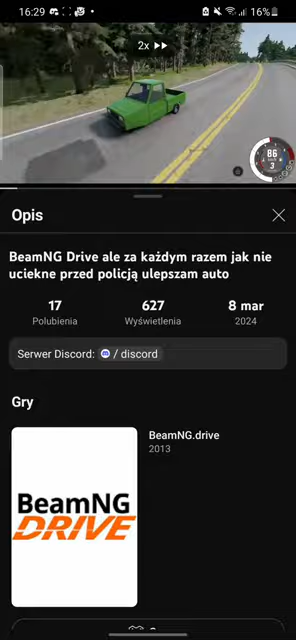 16:29
16%
2x
86
3
Opis
BeamNG Drive ale za każdym razem jak nie
uciekne przed policją ulepszam auto
17
627
8 mar
Polubienia
Wyświetlenia
2024
Serwer Discord: / discord
Gry
BeamNG.drive
2013
BeamNG
DRIVE